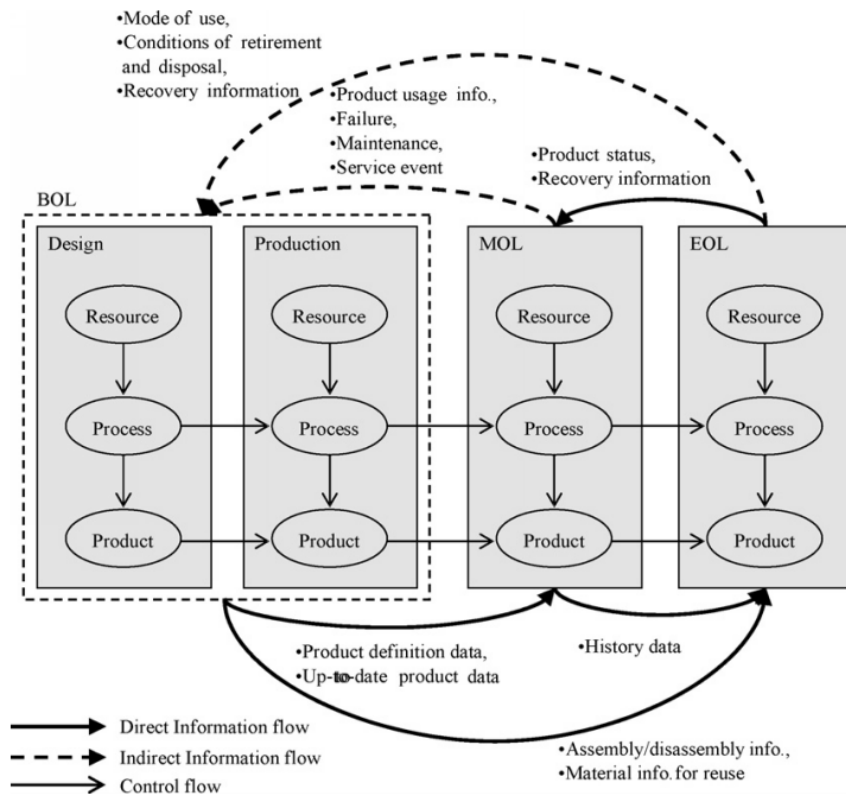 •Mode of use,
•Conditions of retirement
and disposal,
•Recovery information
•Product usage info.,
•Failure,
•Maintenance,
•Service event
•Product status,
•Recovery information
BOL
Design
Production
MOL
EOL
Resource
Resource
Resource
Resource
Process
Process
Process
Process
Product
Product
Product
Product
•Product definition data,
•Up-to-date product data
•History data
•Assembly/disassembly info.,
•Material info. for reuse
Direct Information flow
Indirect Information flow
Control flow